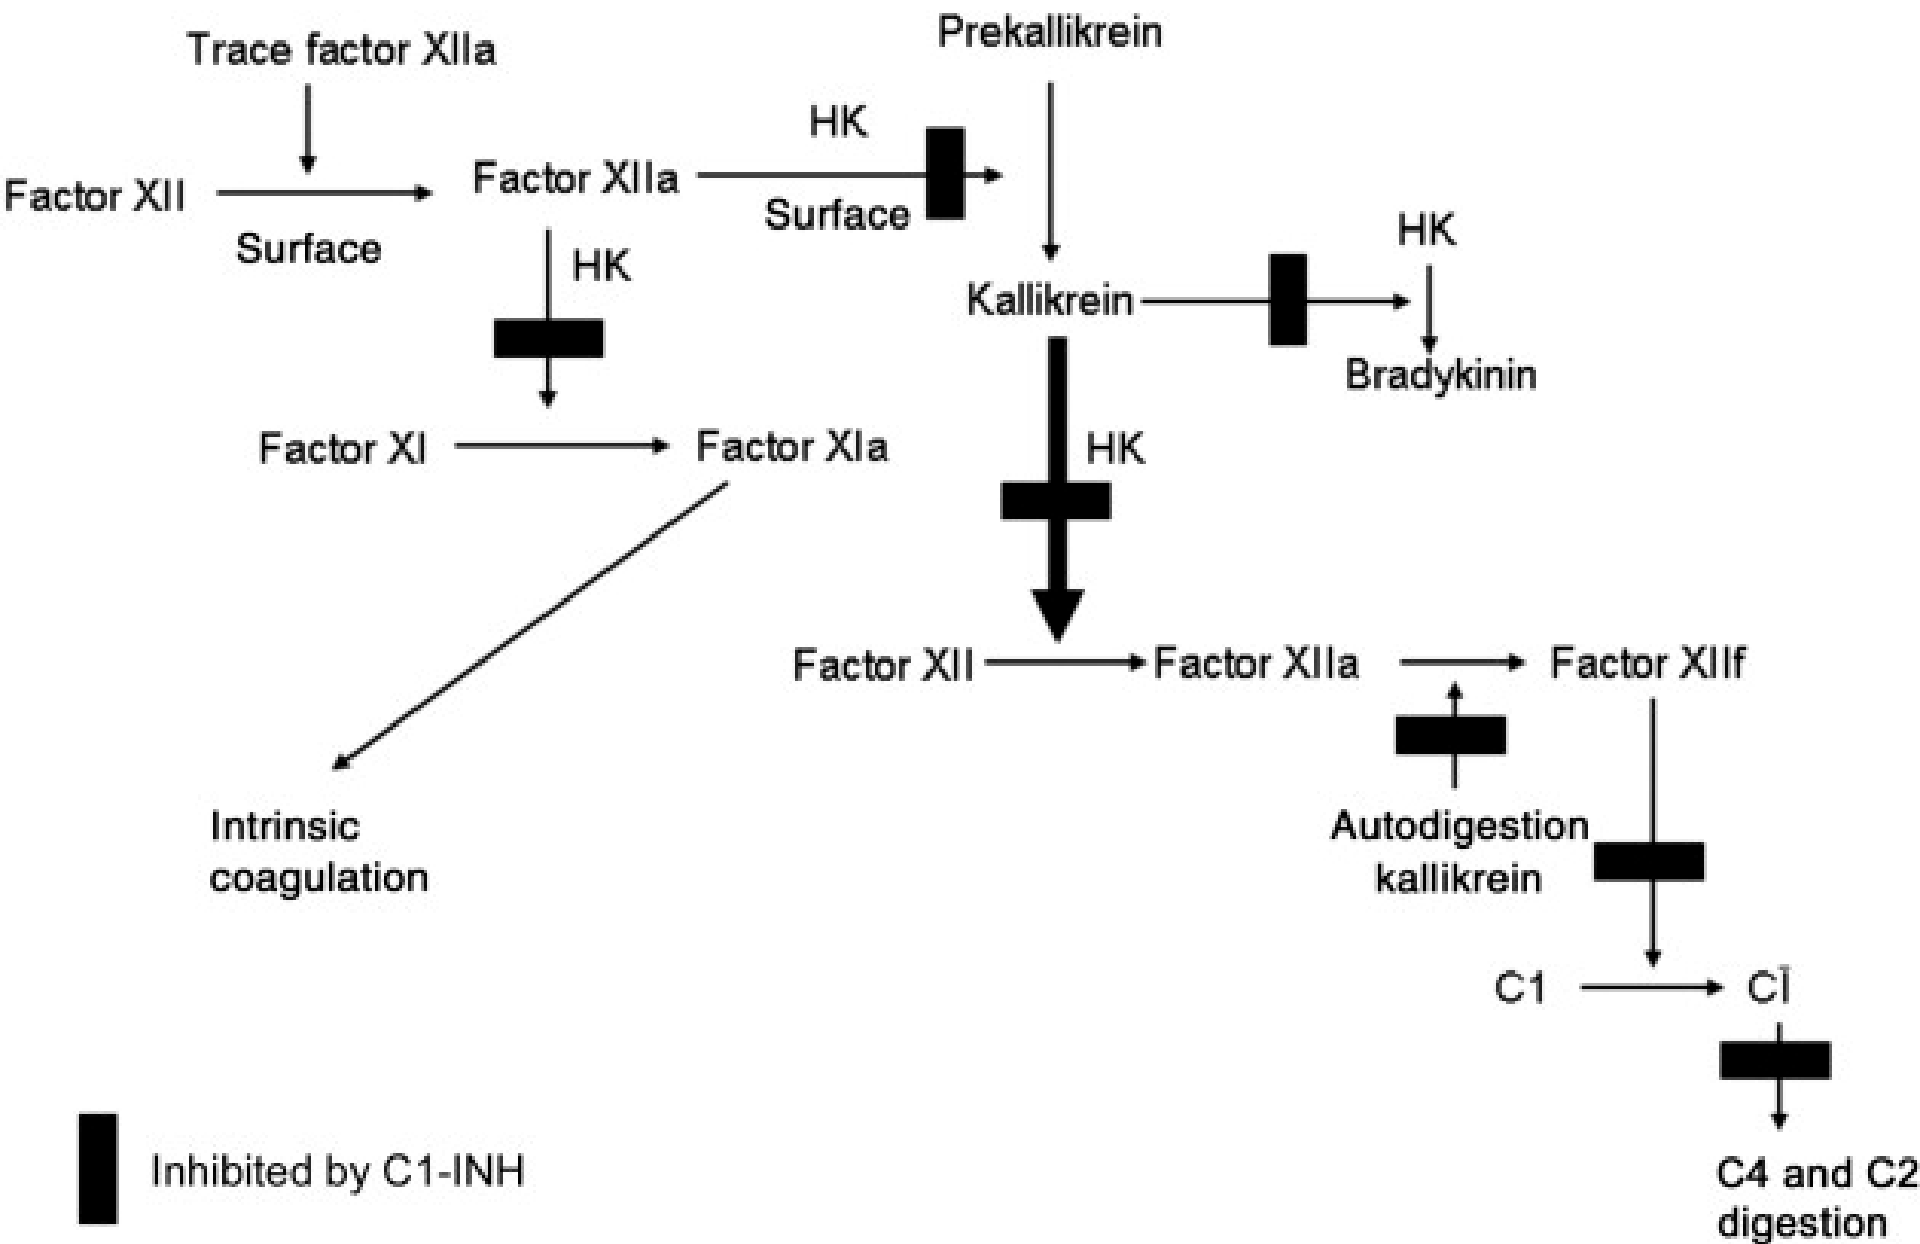 Trace factor XIIa
Prekallikrein
HK
Factor XII
Factor XIIa
Surface
Surface
HK
HK
Kallikrein
Bradykinin
Factor XI
Factor XIa
HK
Factor XII
Factor XIIa
Factor XIIf
Intrinsic
coagulation
Autodigestion
kallikrein
C1
C1̅
C4 and C2
digestion
Inhibited by C1-INH